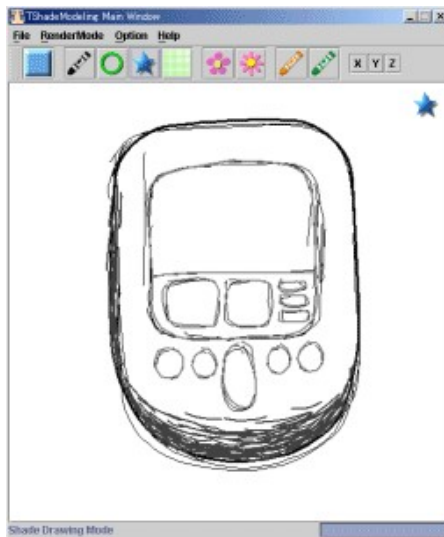 TShadeModeling Main Window
File RenderMode Option Help
X Y Z
Shade Drawing Mode